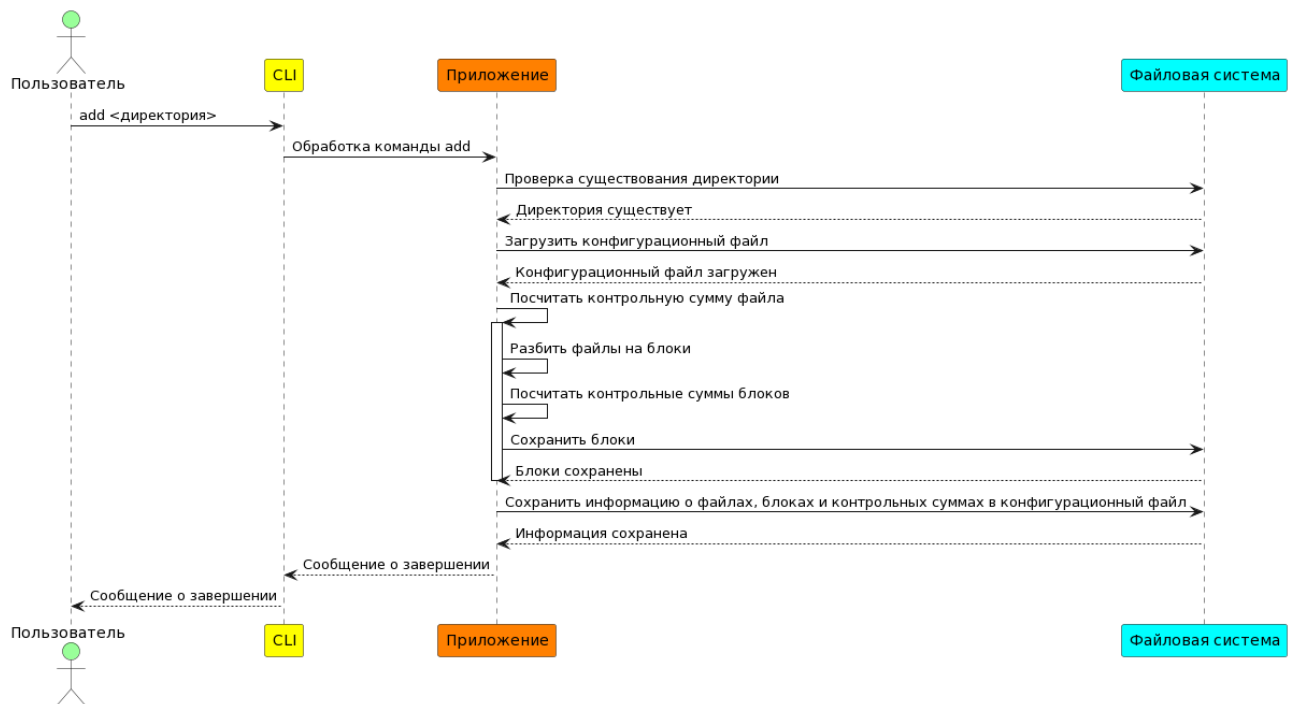 Пользователь
CLI
Приложение
Файловая система
add <директория>
Обработка команды add
Проверка существования директории
Директория существует
Загрузить конфигурационный файл
Конфигурационный файл загружен
Посчитать контрольную сумму файла
Разбить файлы на блоки
Посчитать контрольные суммы блоков
Сохранить блоки
Блоки сохранены
Сохранить информацию о файлах, блоках и контрольных суммах в конфигурационный файл
Информация сохранена
Сообщение о завершении
Сообщение о завершении
Пользователь
CLI
Приложение
Файловая система